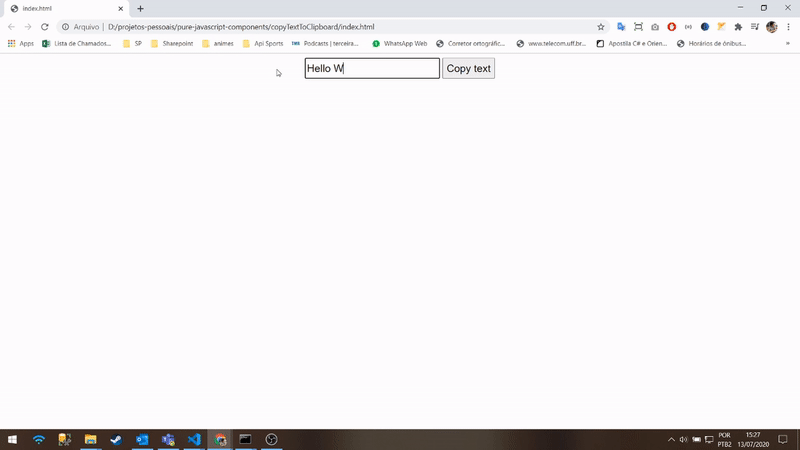 index.html
Arquivo | D:/projetos-pessoais/pure-javascript-components/copyTextToClipboard/index.html
Apps Lista de Chamados... SP Sharepoint animes Api Sports Podcasts | terceira... WhatsApp Web Corretor ortográfic... www.telecom.uff.br... Apostila C# e Orien... Horários de ônibus... »
Hello W Copy text
POR 15:27
PTB2 13/07/2020